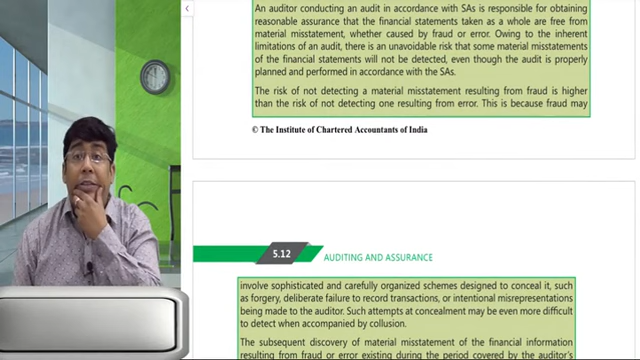 An auditor conducting an audit in accordance with SAs is responsible for obtaining
reasonable assurance that the financial statements taken as a whole are free from
material misstatement, whether caused by fraud or error. Owing to the inherent
limitations of an audit, there is an unavoidable risk that some material misstatements
of the financial statements will not be detected, even though the audit is properly
planned and performed in accordance with the SAs.
The risk of not detecting a material misstatement resulting from fraud is higher
than the risk of not detecting one resulting from error. This is because fraud may
© The Institute of Chartered Accountants of India
5.12 AUDITING AND ASSURANCE
involve sophisticated and carefully organized schemes designed to conceal it, such
as forgery, deliberate failure to record transactions, or intentional misrepresentations
being made to the auditor. Such attempts at concealment may be even more difficult
to detect when accompanied by collusion.
The subsequent discovery of material misstatement of the financial information
resulting from fraud or error existing during the period covered by the auditor's